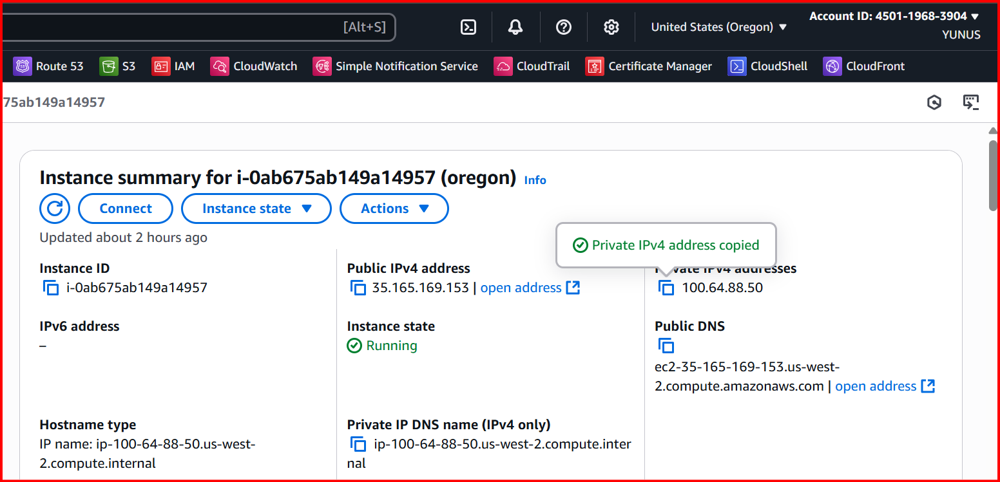 [Alt+S]
United States (Oregon)
Account ID: 4501-1968-3904
YUNUS
Route 53 S3 IAM CloudWatch Simple Notification Service CloudTrail Certificate Manager CloudShell CloudFront
75ab149a14957
Instance summary for i-0ab675ab149a14957 (oregon) Info
Connect Instance state Actions
Updated about 2 hours ago
Private IPv4 address copied
Instance ID
i-0ab675ab149a14957
Public IPv4 address
35.165.169.153 | open address
Private IPv4 addresses
100.64.88.50
IPv6 address
–
Instance state
Running
Public DNS
ec2-35-165-169-153.us-west-
2.compute.amazonaws.com | open address
Hostname type
IP name: ip-100-64-88-50.us-west-
2.compute.internal
Private IP DNS name (IPv4 only)
ip-100-64-88-50.us-west-2.compute.inter
nal